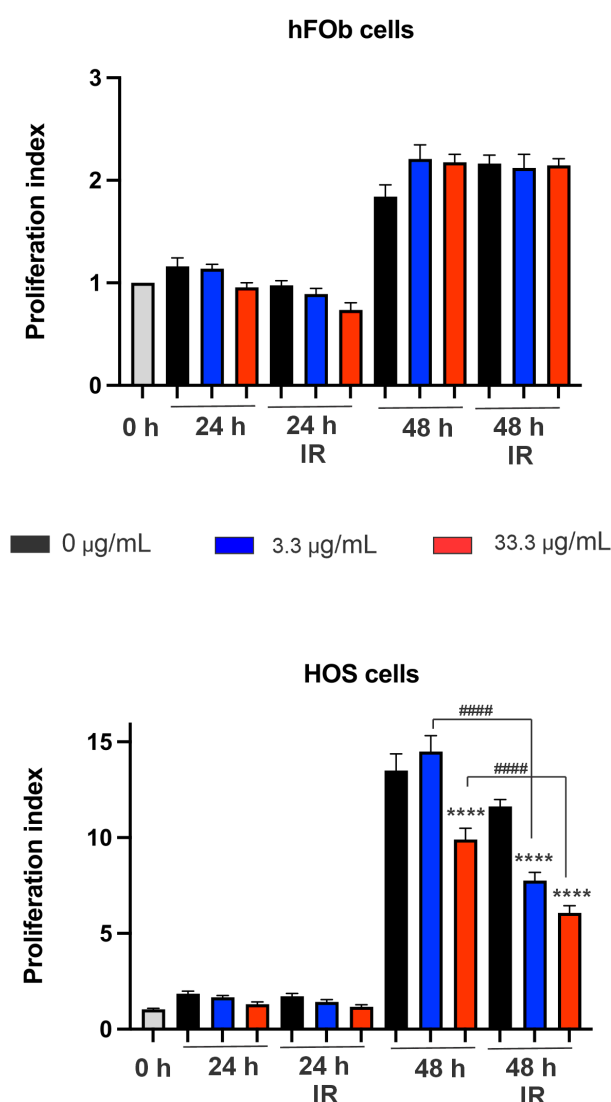 hFOb cells
Proliferation index
3
2
1
0
0 h
24 h
24 h
IR
48 h
48 h
IR
0 µg/mL
3.3 µg/mL
33.3 µg/mL
HOS cells
Proliferation index
15
10
5
0
####
####
****
****
****
0 h
24 h
24 h
IR
48 h
48 h
IR